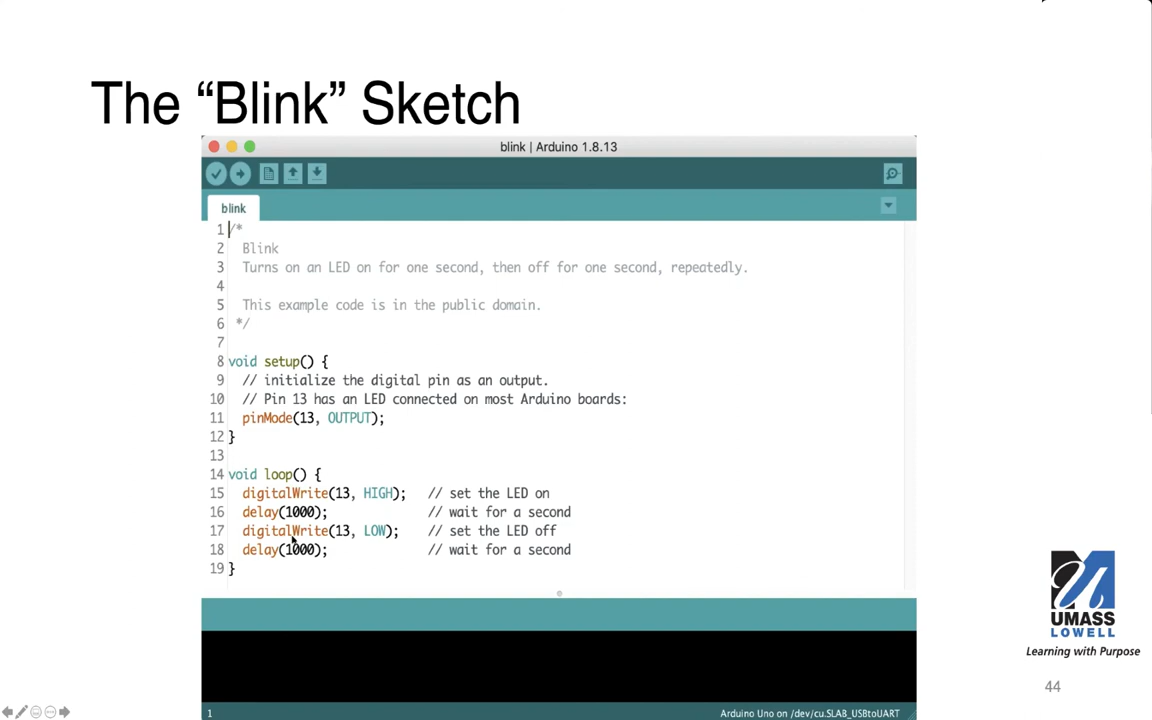 The “Blink” Sketch
blink | Arduino 1.8.13
blink
1 /*
2 Blink
3 Turns on an LED on for one second, then off for one second, repeatedly.
4
5 This example code is in the public domain.
6 */
7
8 void setup() {
9 // initialize the digital pin as an output.
10 // Pin 13 has an LED connected on most Arduino boards:
11 pinMode(13, OUTPUT);
12 }
13
14 void loop() {
15 digitalWrite(13, HIGH); // set the LED on
16 delay(1000); // wait for a second
17 digitalWrite(13, LOW); // set the LED off
18 delay(1000); // wait for a second
19 }
UMASS
LOWELL
Learning with Purpose
44
1 Arduino Uno on /dev/cu.SLAB_USBtoUART